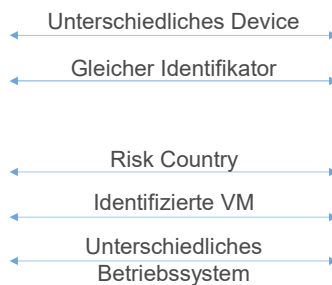 Unterschiedliches Device
Gleicher Identifikator
Risk Country
Identifizierte VM
Unterschiedliches
Betriebssystem